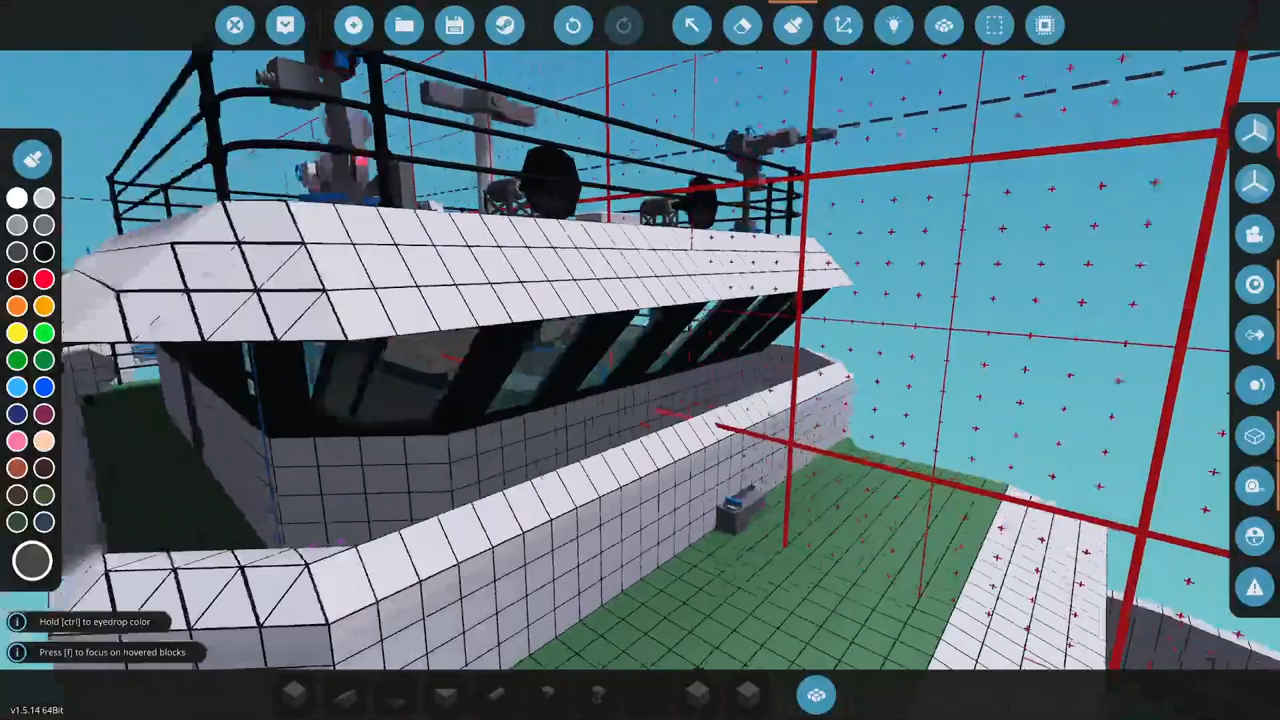 Hold [ctrl] to eyedrop color
Press [f] to focus on hovered blocks
v1.5.14 64Bit